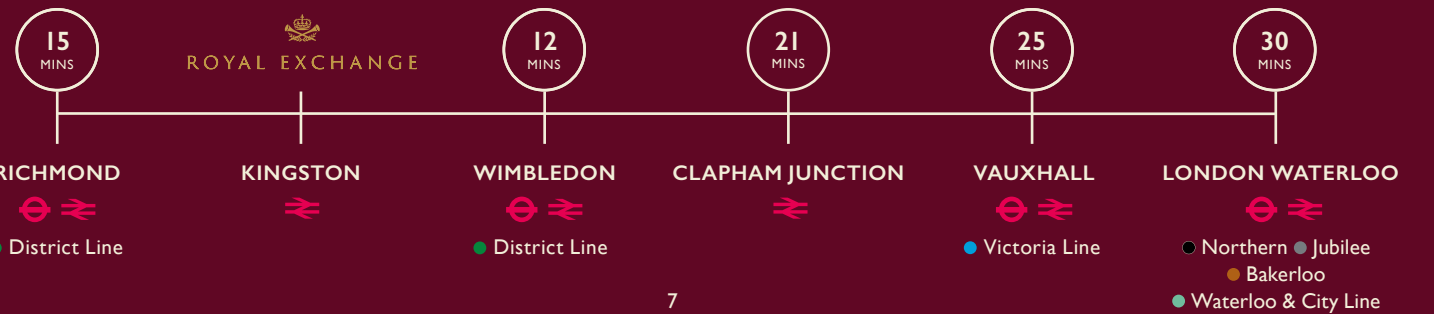 15 MINS
ROYAL EXCHANGE
12 MINS
21 MINS
25 MINS
30 MINS
RICHMOND
KINGSTON
WIMBLEDON
CLAPHAM JUNCTION
VAUXHALL
LONDON WATERLOO
District Line
District Line
Victoria Line
Northern Jubilee
Bakerloo
Waterloo & City Line
7